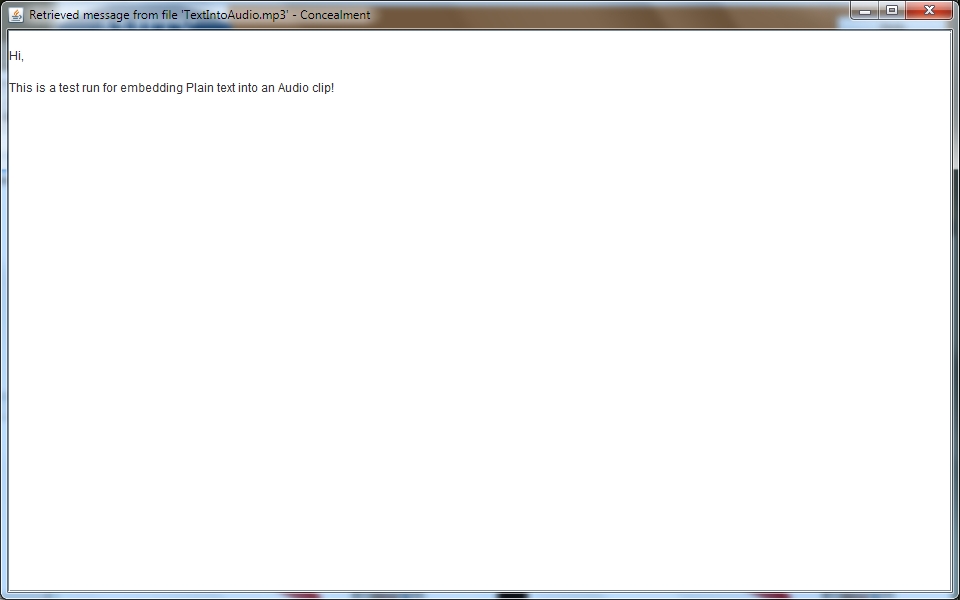 Retrieved message from file 'TextIntoAudio.mp3' - Concealment
Hi,
This is a test run for embedding Plain text into an Audio clip!